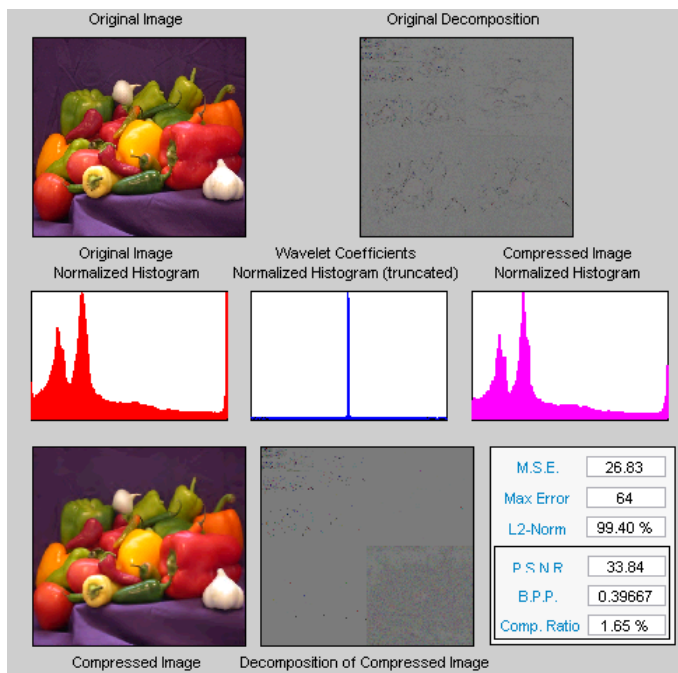 Original Image
Original Decomposition
Original Image
Normalized Histogram
Wavelet Coefficients
Normalized Histogram (truncated)
Compressed Image
Normalized Histogram
M.S.E. 26.83
Max Error 64
L2-Norm 99.40 %
P.S.N.R. 33.84
B.P.P. 0.39667
Comp. Ratio 1.65 %
Compressed Image
Decomposition of Compressed Image